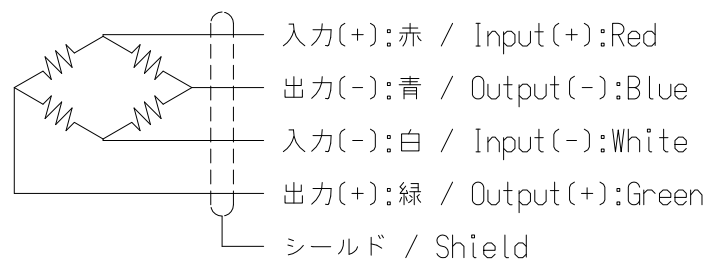 入力(+):赤 / Input(+):Red
出力(-):青 / Output(-):Blue
入力(-):白 / Input(-):White
出力(+):緑 / Output(+):Green
シールド / Shield